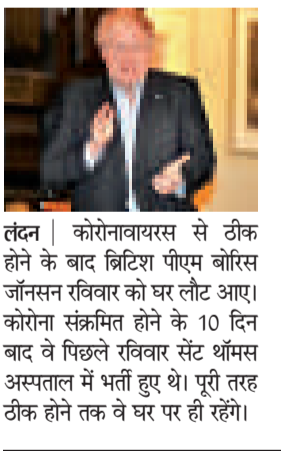 लंदन | कोरोनावायरस से ठीक
होने के बाद ब्रिटिश पीएम बोरिस
जॉनसन रविवार को घर लौट आए।
कोरोना संक्रमित होने के 10 दिन
बाद वे पिछले रविवार सेंट थॉमस
अस्पताल में भर्ती हुए थे। पूरी तरह
ठीक होने तक वे घर पर ही रहेंगे।